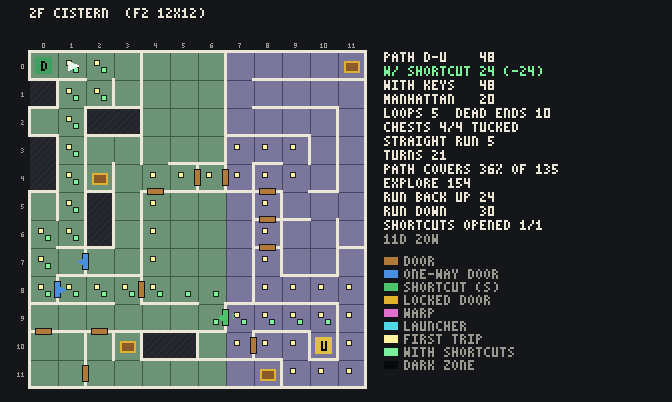 2F CISTERN (F2 12X12)
0 1 2 3 4 5 6 7 8 9 10 11
PATH D-U 48
0 D
W/ SHORTCUT 24 (-24)
WITH KEYS 48
1
MANHATTAN 20
LOOPS 5 DEAD ENDS 10
2
CHESTS 4/4 TUCKED
STRAIGHT RUN 5
3
TURNS 21
PATH COVERS 36% OF 135
4
EXPLORE 154
RUN BACK UP 24
5
RUN DOWN 30
SHORTCUTS OPENED 1/1
6
11D 20W
7
DOOR
ONE-WAY DOOR
8
SHORTCUT (S)
LOCKED DOOR
WARP
9
LAUNCHER
FIRST TRIP
10 U
WITH SHORTCUTS
DARK ZONE
11